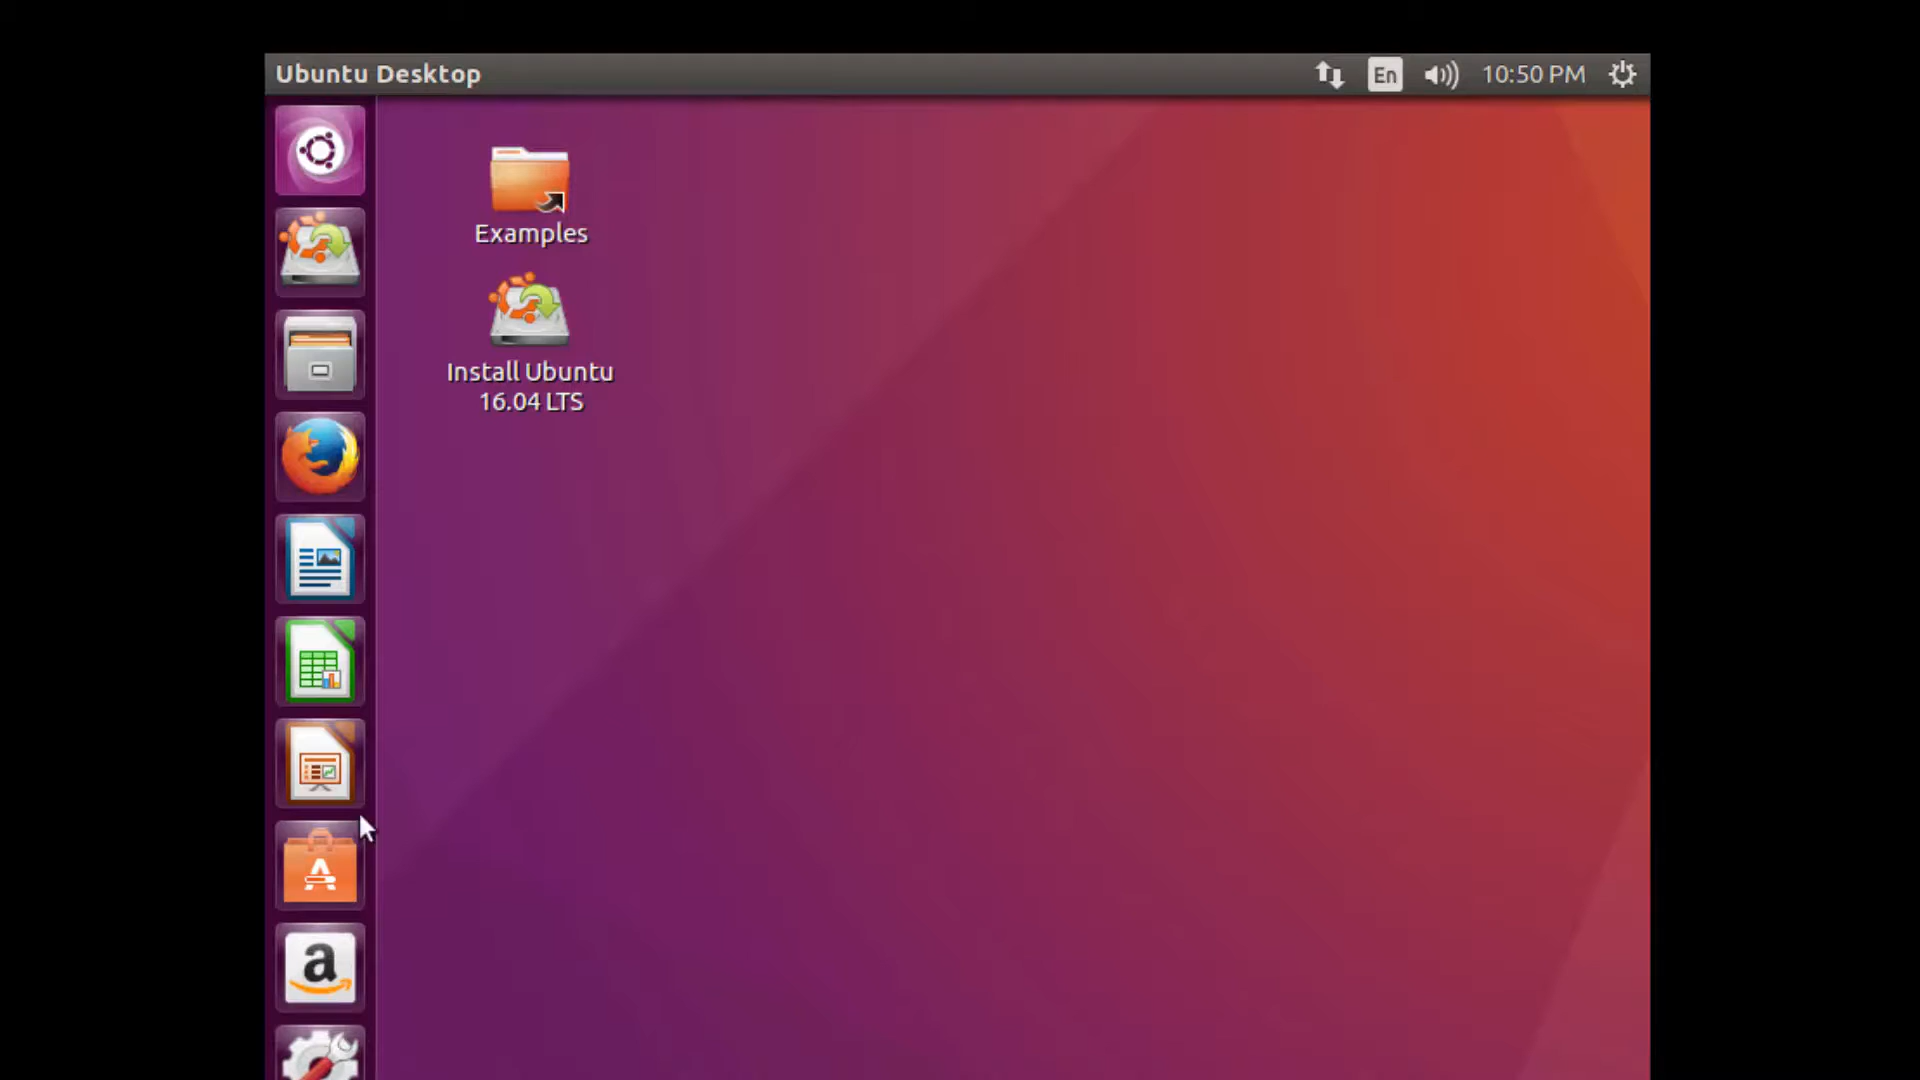 Ubuntu Desktop
En
10:50 PM
Examples
Install Ubuntu
16.04 LTS
A
a